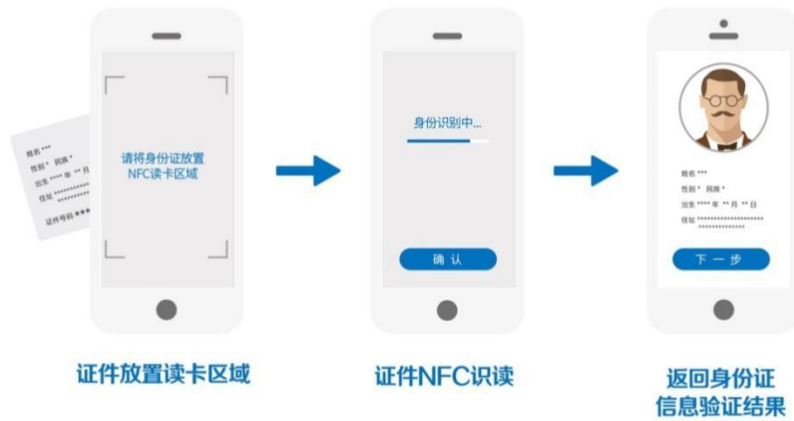 姓名 ***
性别 * 民族 *
出生 **** 年 ** 月
住址 ***********
**********
证件号码 ***
请将身份证放置
NFC读卡区域
证件放置读卡区域
身份识别中...
确 认
证件NFC识读
姓名 ***
性别 * 民族 *
出生 **** 年 ** 月 ** 日
住址 *******************
*************
下 一 步
返回身份证
信息验证结果